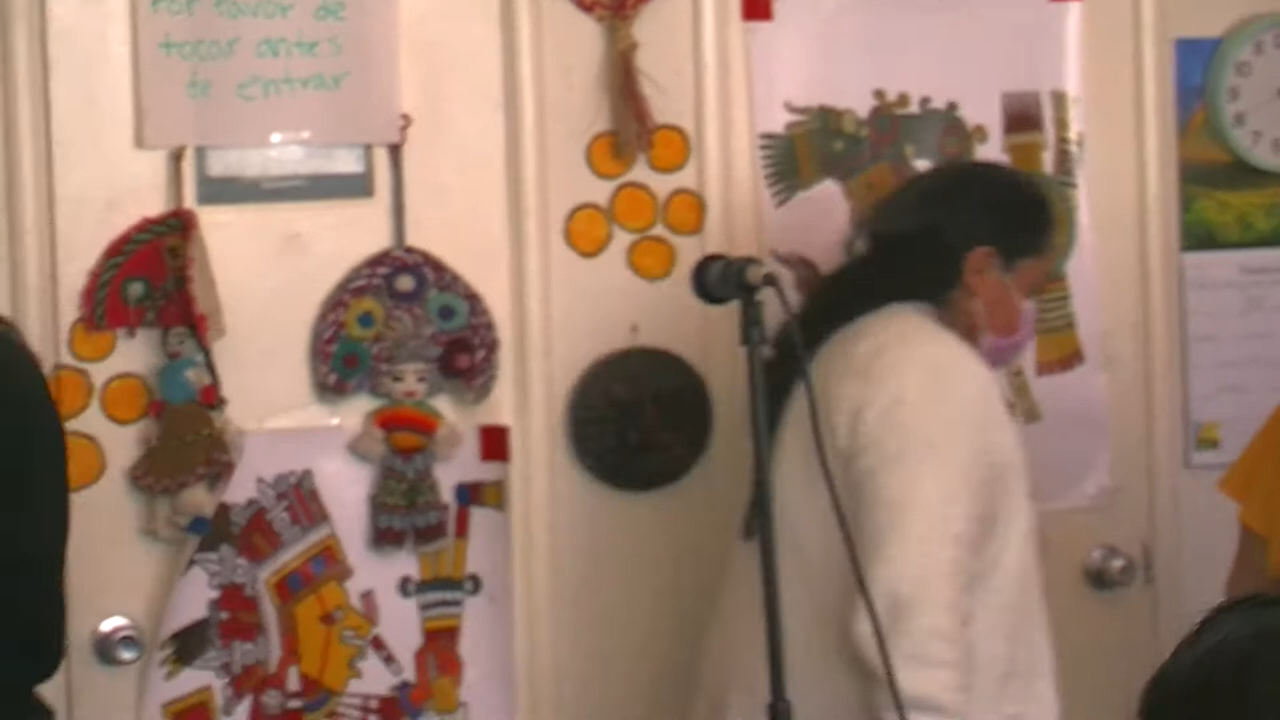 Por favor de
tocar antes
de entrar